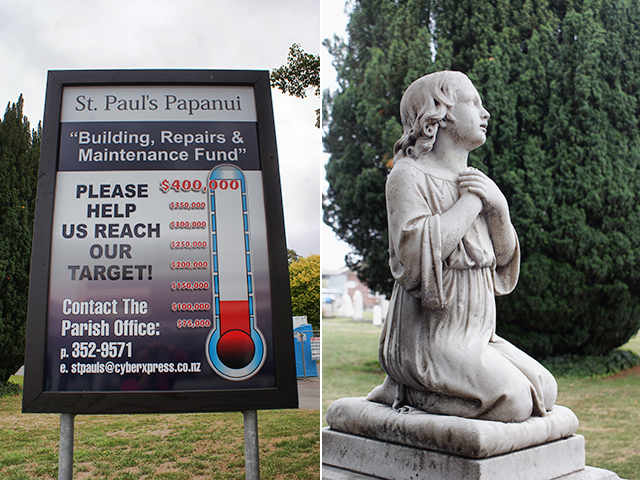 St. Paul's Papanui
"Building, Repairs &
Maintenance Fund"
PLEASE
HELP
US REACH
OUR
TARGET!
$400,000
$350,000
$300,000
$250,000
$200,000
$150,000
$100,000
$75,000
Contact The
Parish Office:
p. 352-9571
e. stpauls@cyberxpress.co.nz